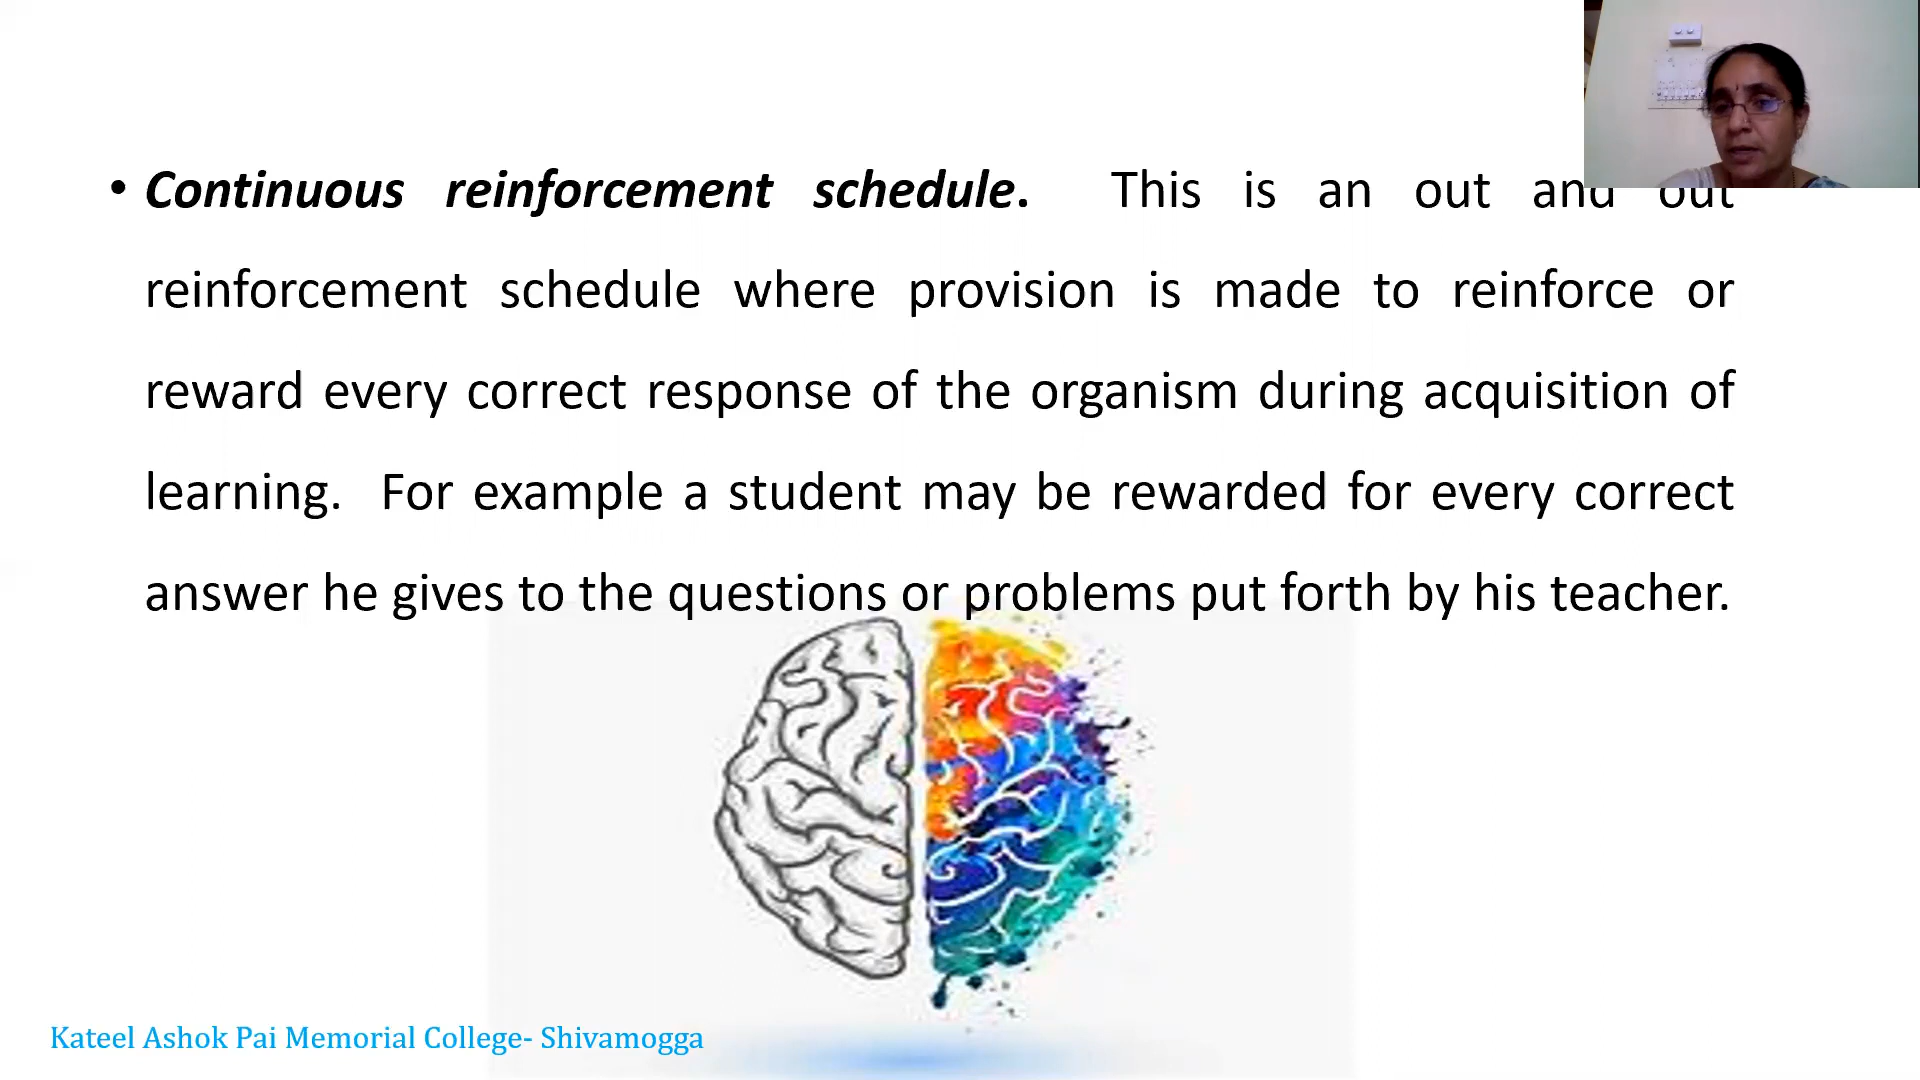 • Continuous reinforcement schedule. This is an out and out
reinforcement schedule where provision is made to reinforce or
reward every correct response of the organism during acquisition of
learning. For example a student may be rewarded for every correct
answer he gives to the questions or problems put forth by his teacher.
Kateel Ashok Pai Memorial College- Shivamogga